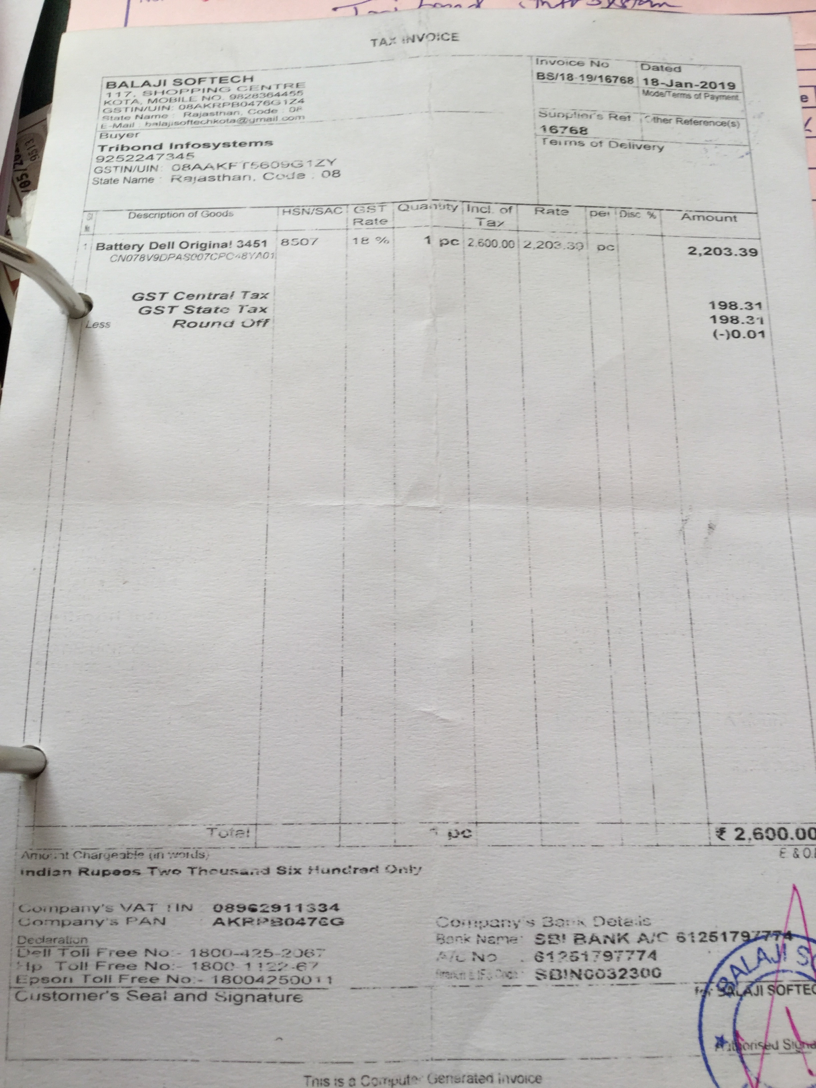 TAX INVOICE
BALAJI SOFTECH
117, SHOPPING CENTRE
KOTA, MOBILE NO. 9828364455
GSTIN/UIN: 08AKRPB0476G1Z4
State Name : Rajasthan, Code : 08
E-Mail : balajisoftechkota@gmail.com
Invoice No
BS/18-19/16768
Dated
18-Jan-2019
Mode/Terms of Payment
Supplier's Ref
16768
Other Reference(s)
Terms of Delivery
Buyer
Tribond Infosystems
9252247345
GSTIN/UIN: 08AAKFT5609G1ZY
State Name : Rajasthan, Code : 08
Description of Goods HSN/SAC GST Rate Quantity Incl. of Tax Rate per Disc. % Amount
1 Battery Dell Original 3451 8507 18 % 1 pc 2,600.00 2,203.39 pc 2,203.39
GST Central Tax 198.31
GST State Tax 198.31
Less Round Off (-)0.01
Total 1 pc ₹ 2,600.00
Amount Chargeable (in words) E & O
Indian Rupees Two Thousand Six Hundred Only
Company's VAT TIN 08962911334
Company's PAN AKRPB0476G
Declaration
Dell Toll Free No:- 1800-425-2067
Hp Toll Free No:- 1800-1122-67
Epson Toll Free No:- 18004250011
Company's Bank Details
Bank Name: SBI BANK A/C 61251797774
A/C No. : 61251797774
SBIN0032300
Customer's Seal and Signature
for BALAJI SOFTEC
BALAJI SO
Authorised Signa
This is a Computer Generated Invoice